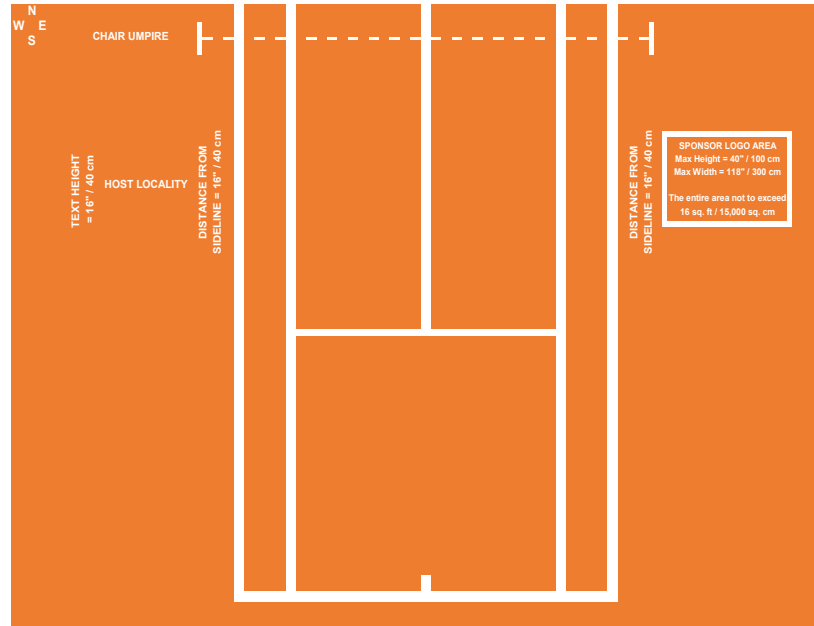 N
W E
S
CHAIR UMPIRE
TEXT HEIGHT
= 16" / 40 cm
HOST LOCALITY
DISTANCE FROM
SIDELINE = 16" / 40 cm
DISTANCE FROM
SIDELINE = 16" / 40 cm
SPONSOR LOGO AREA
Max Height = 40" / 100 cm
Max Width = 118" / 300 cm
The entire area not to exceed
16 sq. ft / 15,000 sq. cm